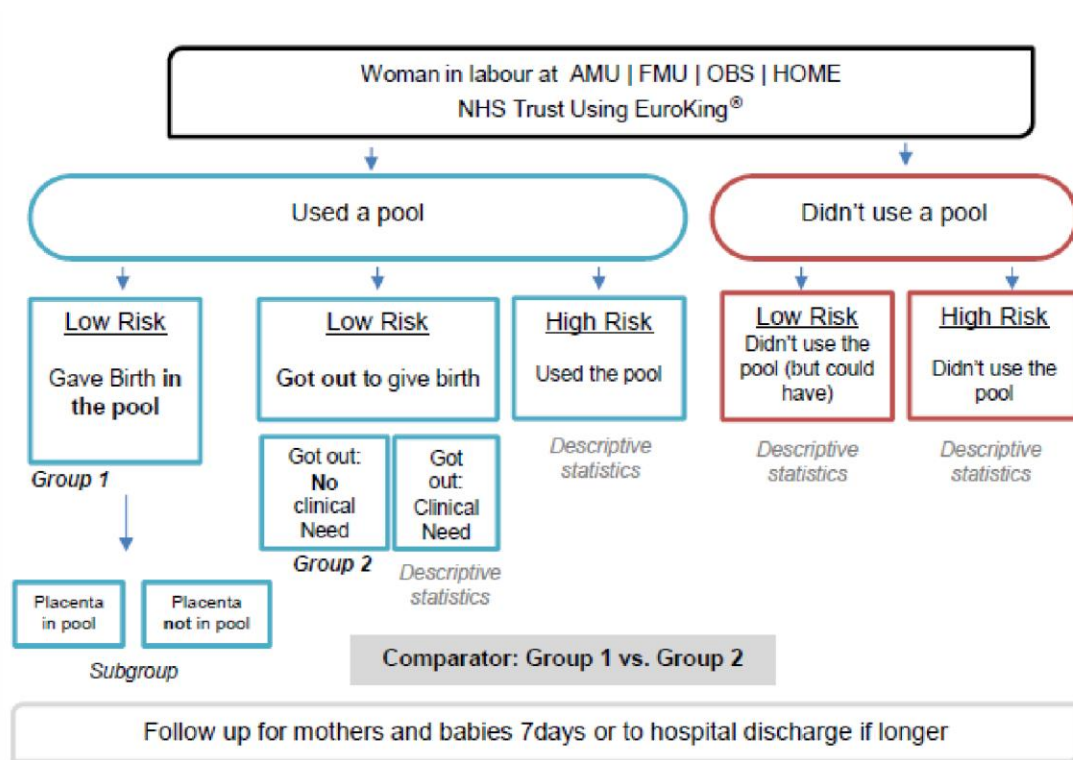 Woman in labour at AMU | FMU | OBS | HOME
NHS Trust Using EuroKing®
Used a pool
Didn't use a pool
Low Risk
Gave Birth in
the pool
Group 1
Low Risk
Got out to give birth
High Risk
Used the pool
Descriptive
statistics
Low Risk
Didn't use the
pool (but could
have)
Descriptive
statistics
High Risk
Didn't use the
pool
Descriptive
statistics
Got out:
No
clinical
Need
Group 2
Got
out:
Clinical
Need
Descriptive
statistics
Placenta
in pool
Placenta
not in pool
Subgroup
Comparator: Group 1 vs. Group 2
Follow up for mothers and babies 7days or to hospital discharge if longer